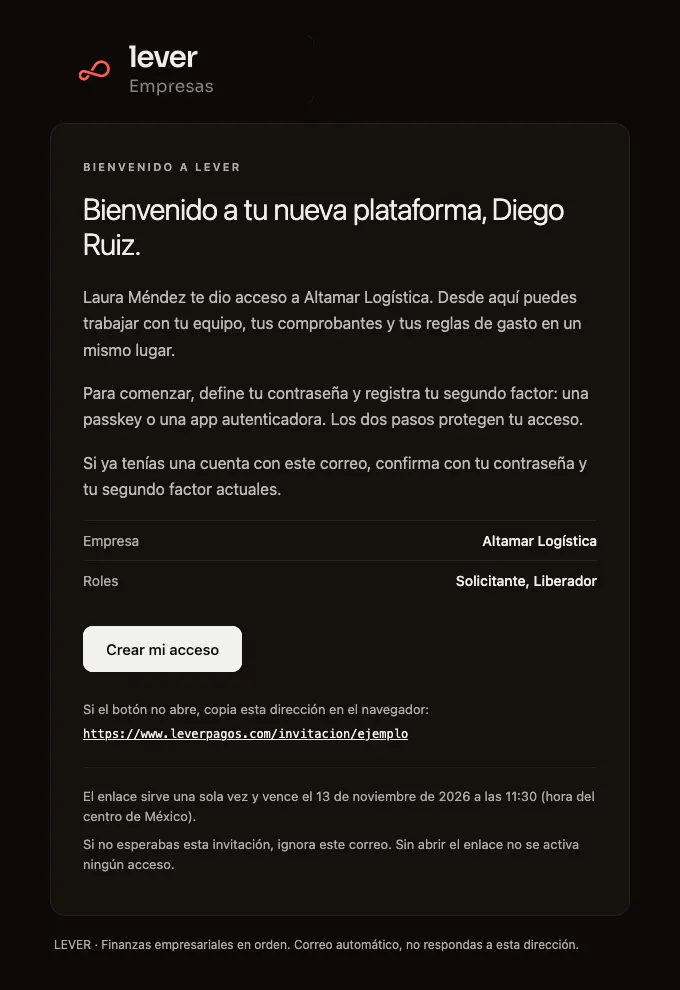 lever
Empresas
BIENVENIDO A LEVER
Bienvenido a tu nueva plataforma, Diego
Ruiz.
Laura Méndez te dio acceso a Altamar Logística. Desde aquí puedes
trabajar con tu equipo, tus comprobantes y tus reglas de gasto en un
mismo lugar.
Para comenzar, define tu contraseña y registra tu segundo factor: una
passkey o una app autenticadora. Los dos pasos protegen tu acceso.
Si ya tenías una cuenta con este correo, confirma con tu contraseña y
tu segundo factor actuales.
Empresa Altamar Logística
Roles Solicitante, Liberador
Crear mi acceso
Si el botón no abre, copia esta dirección en el navegador:
https://www.leverpagos.com/invitacion/ejemplo
El enlace sirve una sola vez y vence el 13 de noviembre de 2026 a las 11:30 (hora del
centro de México).
Si no esperabas esta invitación, ignora este correo. Sin abrir el enlace no se activa
ningún acceso.
LEVER · Finanzas empresariales en orden. Correo automático, no respondas a esta dirección.